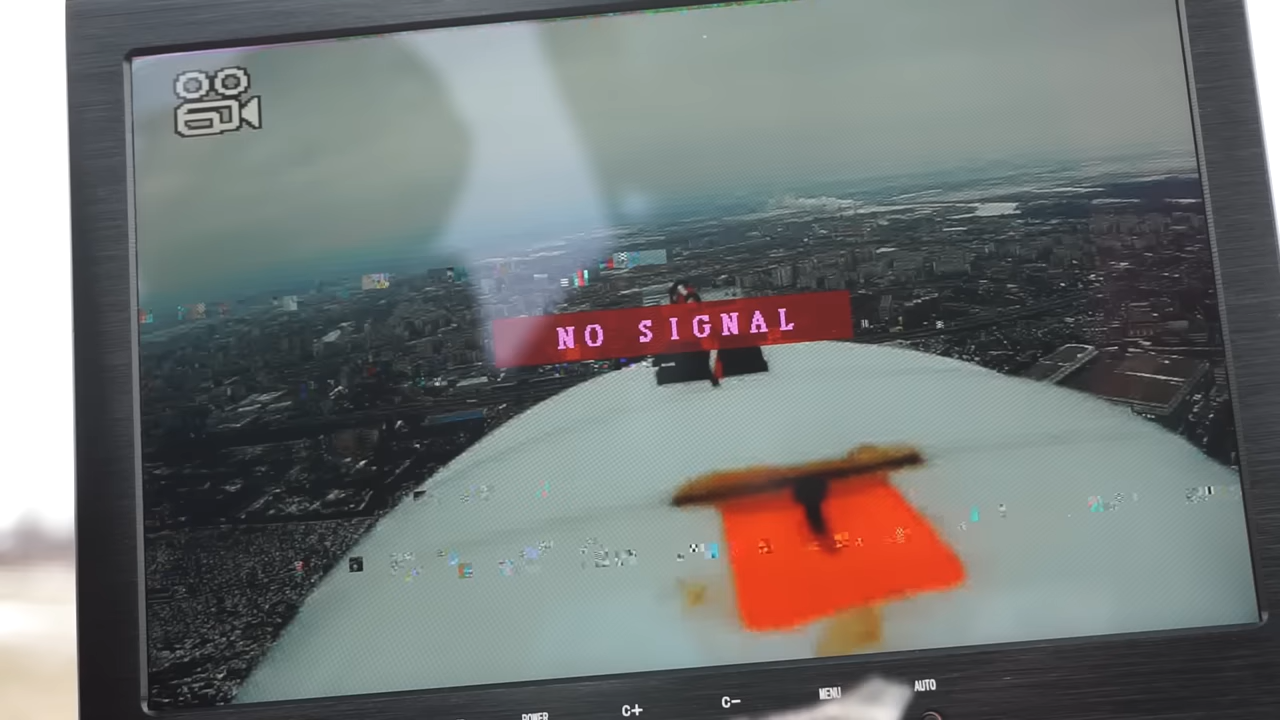 NO SIGNAL
POWER
C+
C-
MENU
AUTO